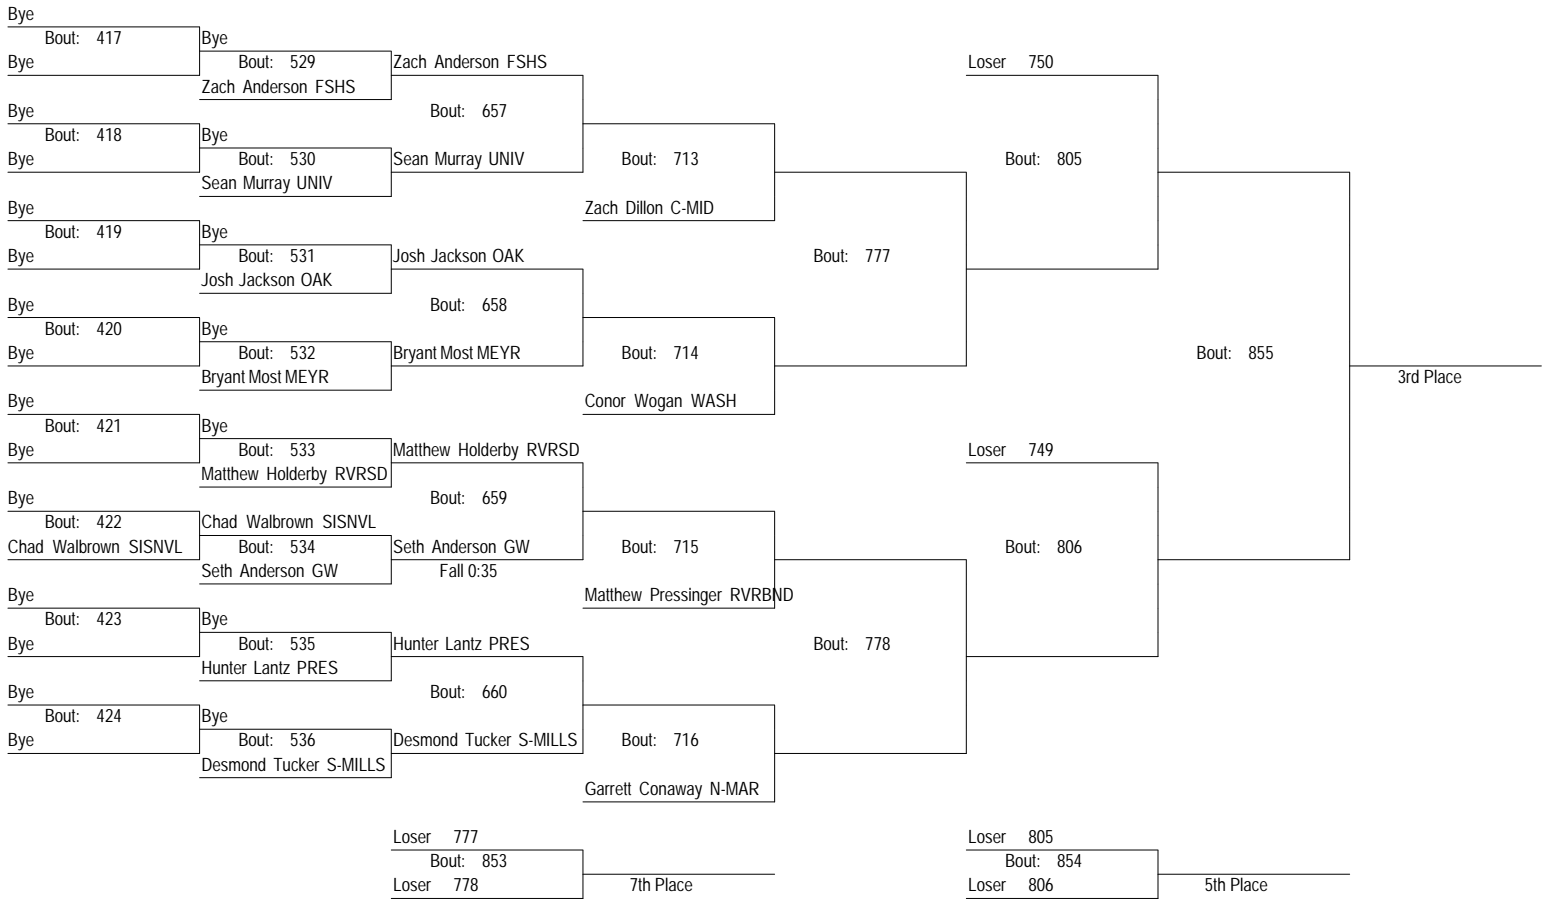 Bye
Bout: 417
Bye
Bye
Bout: 529
Zach Anderson FSHS
Zach Anderson FSHS
Loser 750
Bye
Bout: 657
Bout: 418
Bye
Bye
Bout: 530
Sean Murray UNIV
Sean Murray UNIV
Bout: 713
Bout: 805
Bye
Zach Dillon C-MID
Bout: 419
Bye
Bye
Bout: 531
Josh Jackson OAK
Josh Jackson OAK
Bout: 777
Bye
Bout: 658
Bout: 420
Bye
Bye
Bout: 532
Bryant Most MEYR
Bryant Most MEYR
Bout: 714
Bout: 855
3rd Place
Bye
Conor Wogan WASH
Bout: 421
Bye
Bye
Bout: 533
Matthew Holderby RVRSD
Matthew Holderby RVRSD
Loser 749
Bye
Bout: 659
Bout: 422
Chad Walbrown SISNVL
Chad Walbrown SISNVL
Bout: 534
Seth Anderson GW
Seth Anderson GW
Fall 0:35
Bout: 715
Bout: 806
Bye
Matthew Pressinger RVRBND
Bout: 423
Bye
Bye
Bout: 535
Hunter Lantz PRES
Hunter Lantz PRES
Bout: 778
Bye
Bout: 660
Bout: 424
Bye
Bye
Bout: 536
Desmond Tucker S-MILLS
Desmond Tucker S-MILLS
Bout: 716
Garrett Conaway N-MAR
Loser 777
Bout: 853
Loser 778
7th Place
Loser 805
Bout: 854
Loser 806
5th Place